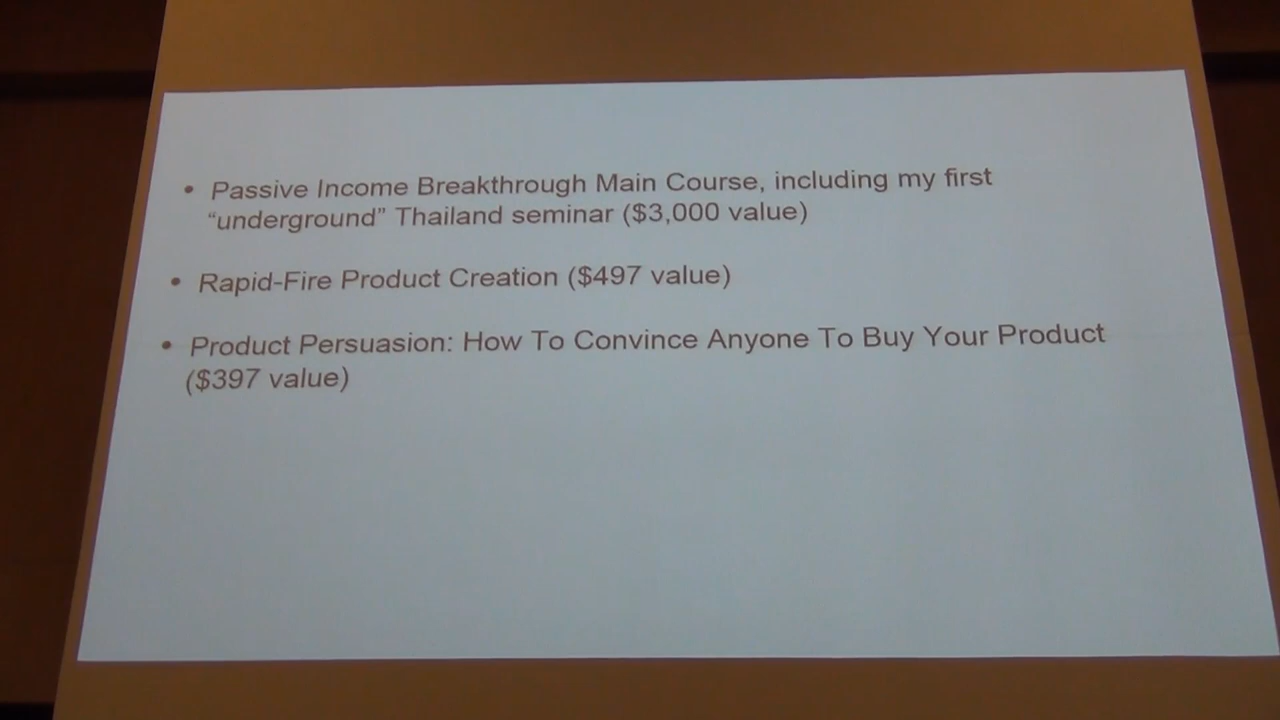 • Passive Income Breakthrough Main Course, including my first
“underground” Thailand seminar ($3,000 value)
• Rapid-Fire Product Creation ($497 value)
• Product Persuasion: How To Convince Anyone To Buy Your Product
($397 value)